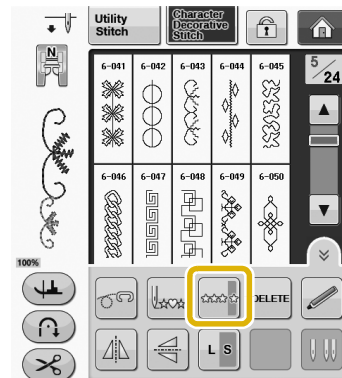 Utility
Stitch
Character
Decorative
Stitch
N
5/24
6-041 6-042 6-043 6-044 6-045
6-046 6-047 6-048 6-049 6-050
100%
DELETE
L S